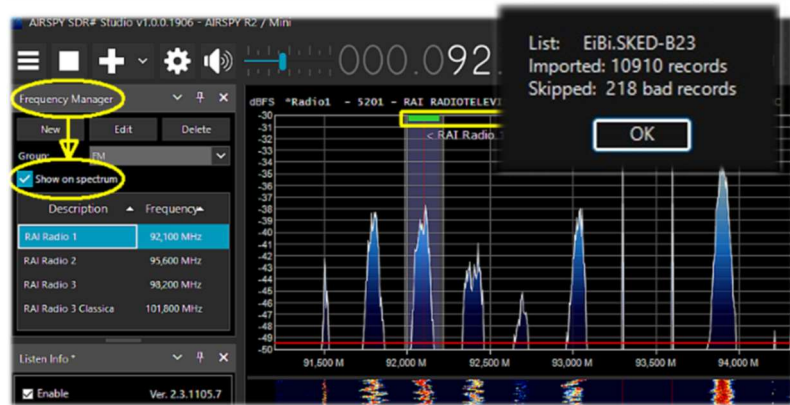 AIRSPY SDR# Studio v1.0.0.1906 - AIRSPY R2 / Mini
000.092.
List: EiBi.SKED-B23
Imported: 10910 records
Skipped: 218 bad records
OK
Frequency Manager
New Edit Delete
Group: FM
Show on spectrum
Description Frequency
RAI Radio 1 92,100 MHz
RAI Radio 2 95,600 MHz
RAI Radio 3 98,200 MHz
RAI Radio 3 Classica 101,800 MHz
Listen Info *
Enable Ver. 2.3.1105.7
dBFS *Radio1 - 5201 - RAI RADIOTELEVI
< RAI Radio
-30
-31
-32
-33
-34
-35
-36
-37
-38
-39
-40
-41
-42
-43
-44
-45
-46
-47
-48
-49
-50
91,500 M 92,000 M 92,500 M 93,000 M 93,500 M 94,000 M